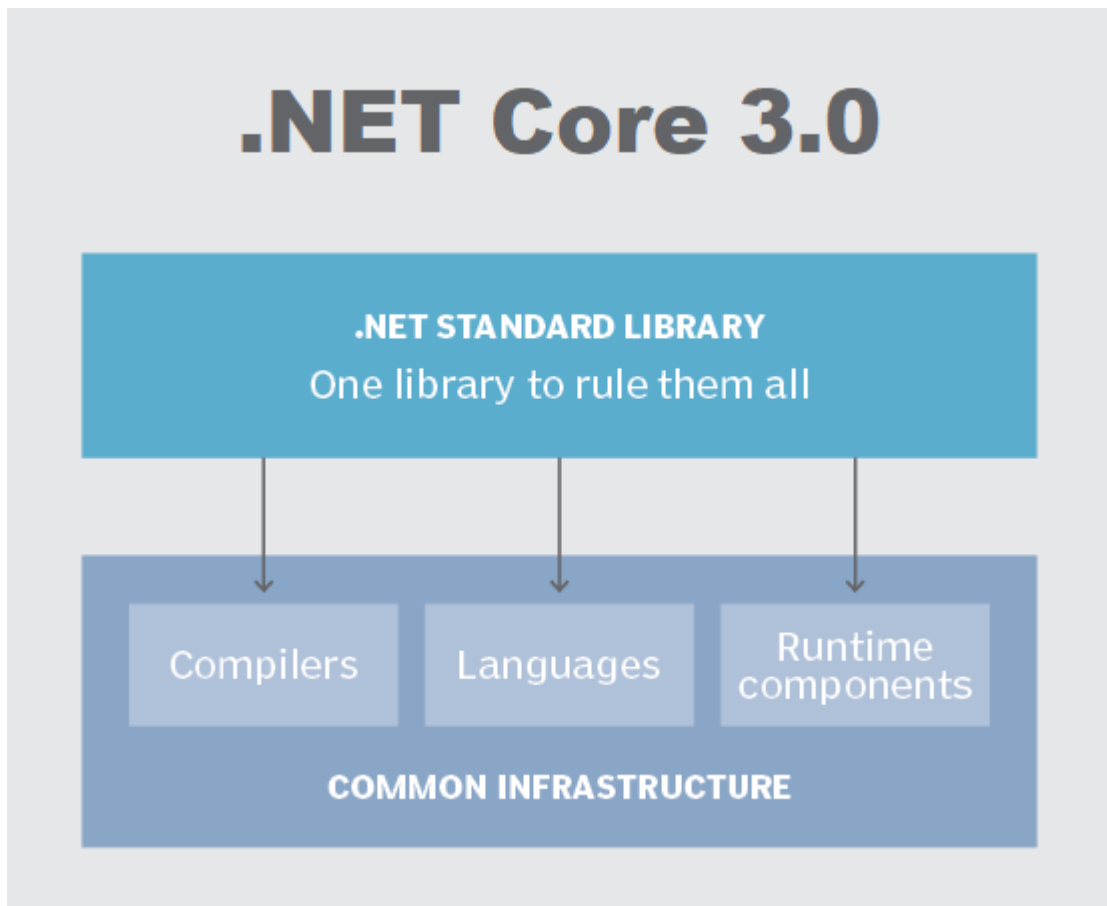 .NET Core 3.0
.NET STANDARD LIBRARY
One library to rule them all
Compilers
Languages
Runtime
components
COMMON INFRASTRUCTURE